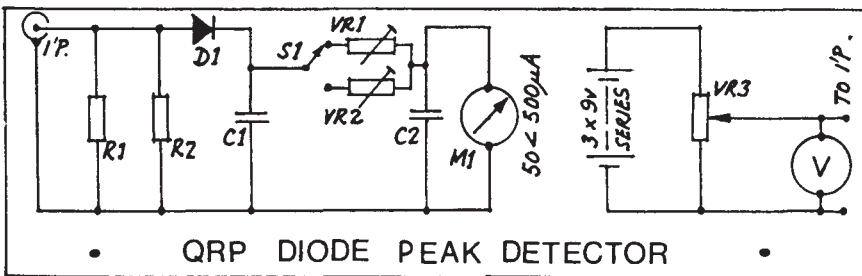 I'P.
D1
S1
VR1
VR2
R1
R2
C1
C2
M1
50 < 500µA
3 x 9v
SERIES
VR3
V
TO I'P.
• QRP DIODE PEAK DETECTOR •